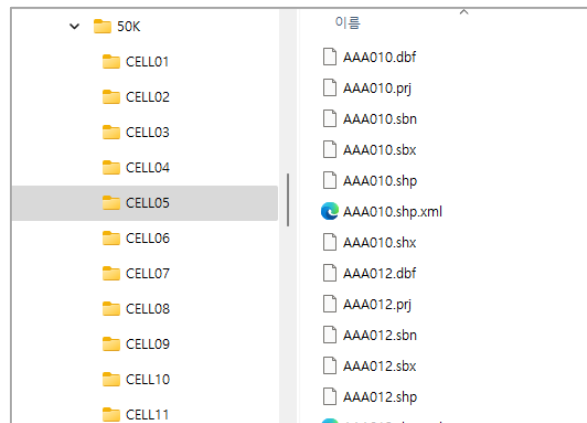 50K
CELL01
CELL02
CELL03
CELL04
CELL05
CELL06
CELL07
CELL08
CELL09
CELL10
CELL11
이름
AAA010.dbf
AAA010.prj
AAA010.sbn
AAA010.sbx
AAA010.shp
AAA010.shp.xml
AAA010.shx
AAA012.dbf
AAA012.prj
AAA012.sbn
AAA012.sbx
AAA012.shp